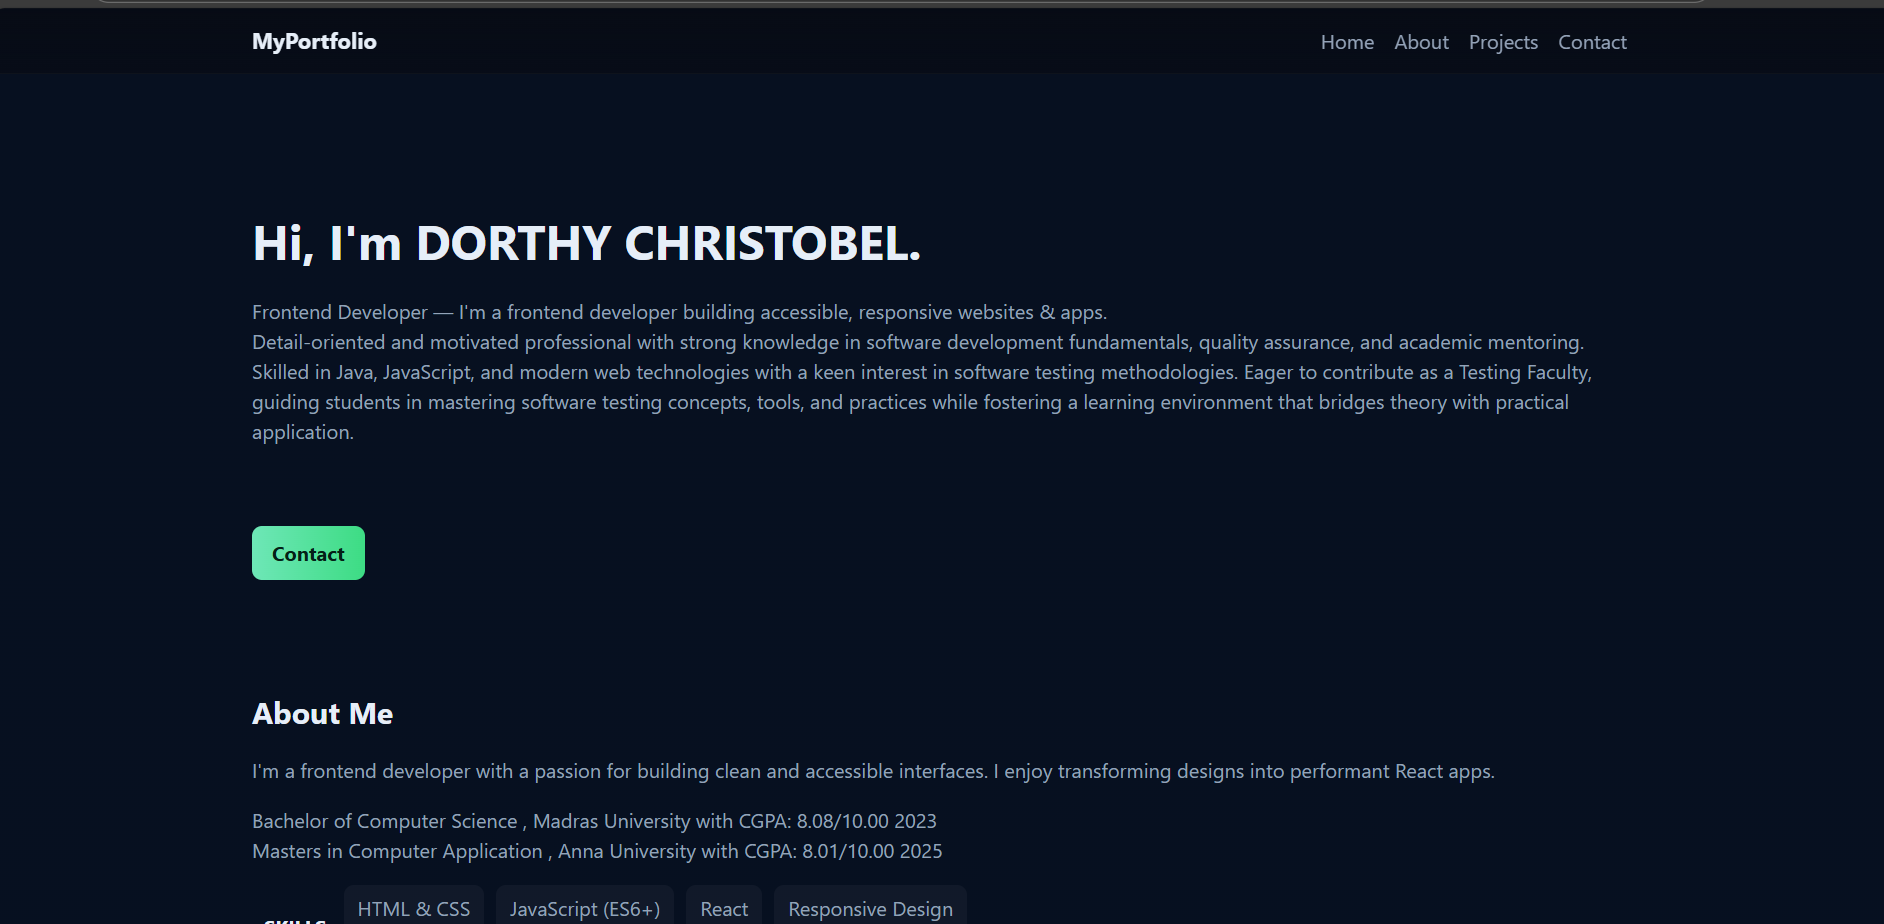 MyPortfolio
Home About Projects Contact
Hi, I'm DORTHY CHRISTOBEL.
Frontend Developer — I'm a frontend developer building accessible, responsive websites & apps.
Detail-oriented and motivated professional with strong knowledge in software development fundamentals, quality assurance, and academic mentoring.
Skilled in Java, JavaScript, and modern web technologies with a keen interest in software testing methodologies. Eager to contribute as a Testing Faculty,
guiding students in mastering software testing concepts, tools, and practices while fostering a learning environment that bridges theory with practical
application.
Contact
About Me
I'm a frontend developer with a passion for building clean and accessible interfaces. I enjoy transforming designs into performant React apps.
Bachelor of Computer Science , Madras University with CGPA: 8.08/10.00 2023
Masters in Computer Application , Anna University with CGPA: 8.01/10.00 2025
SKILLS HTML & CSS JavaScript (ES6+) React Responsive Design